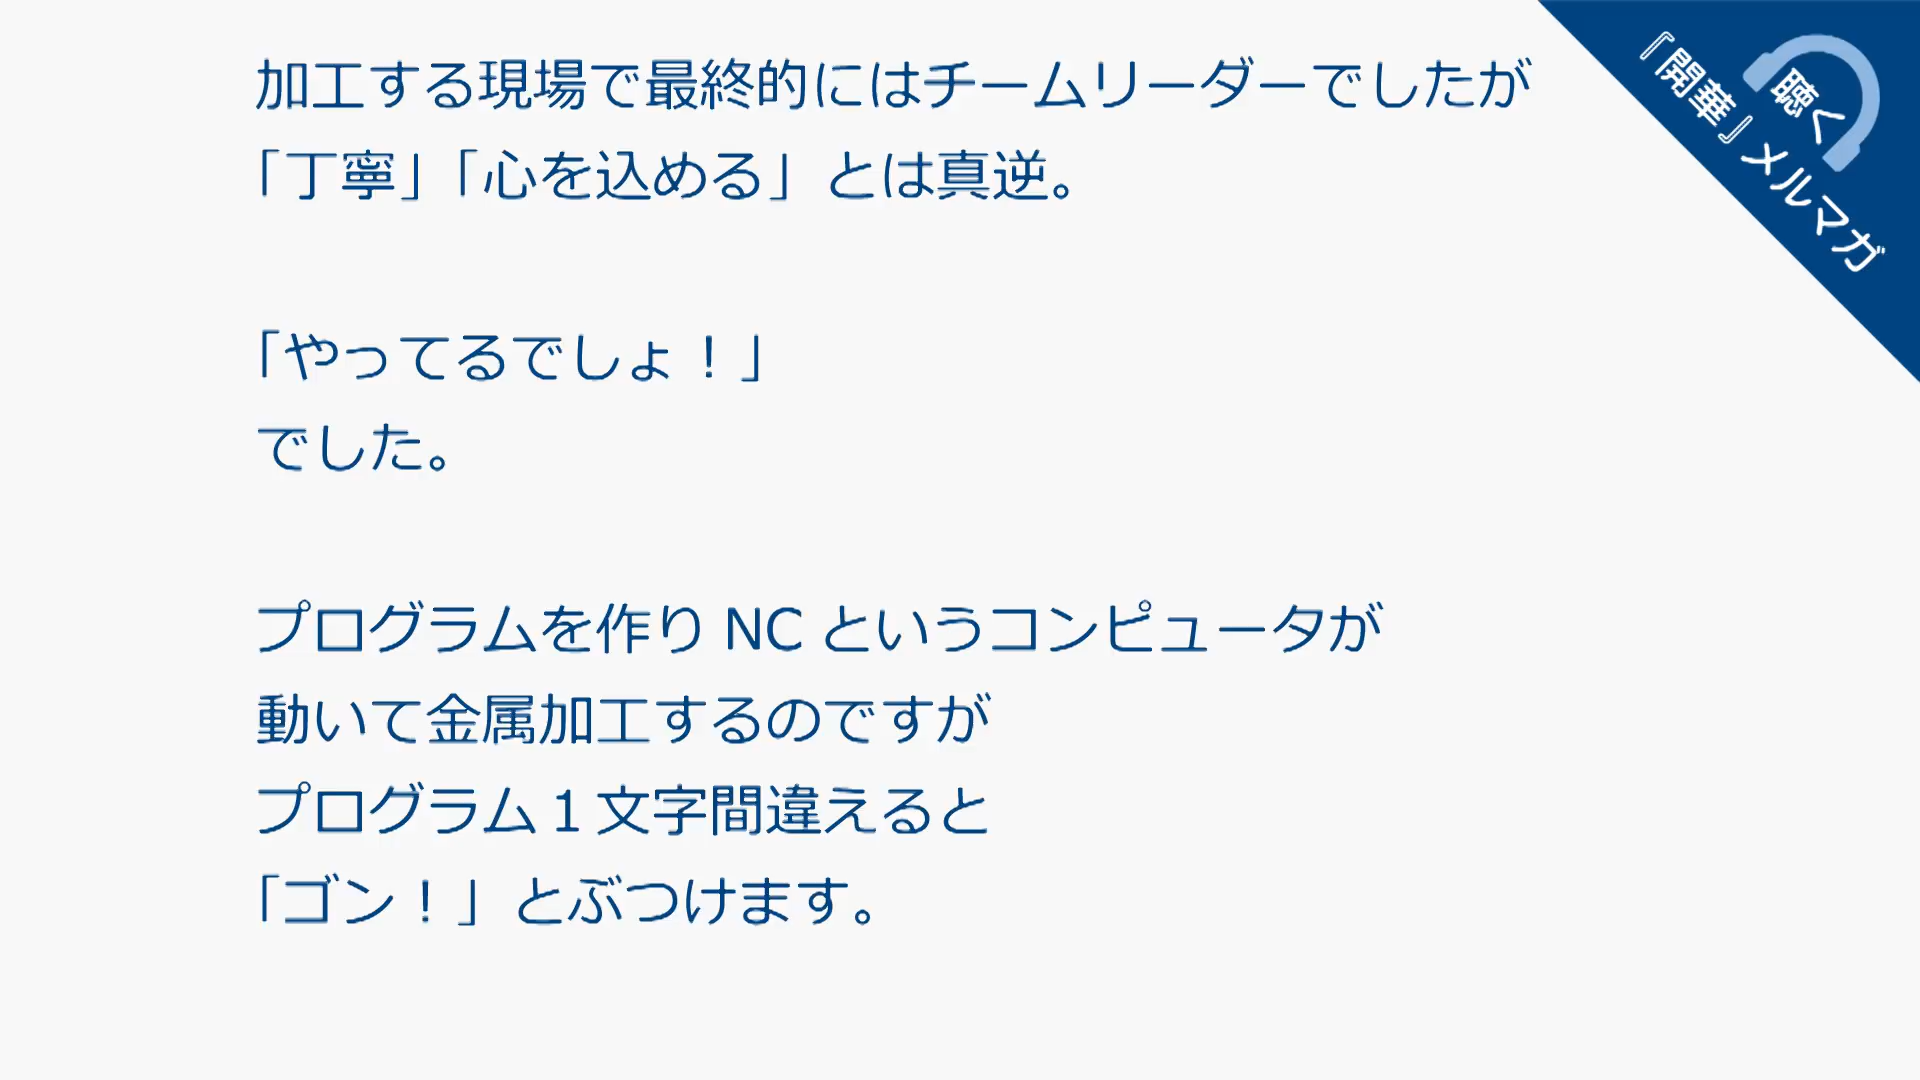 加工する現場で最終的にはチームリーダーでしたが
「丁寧」「心を込める」とは真逆。
「やってるでしょ！」
でした。
プログラムを作り NC というコンピュータが
動いて金属加工するのですが
プログラム１文字間違えると
「ゴン！」とぶつけます。
聴く
『開華』メルマガ